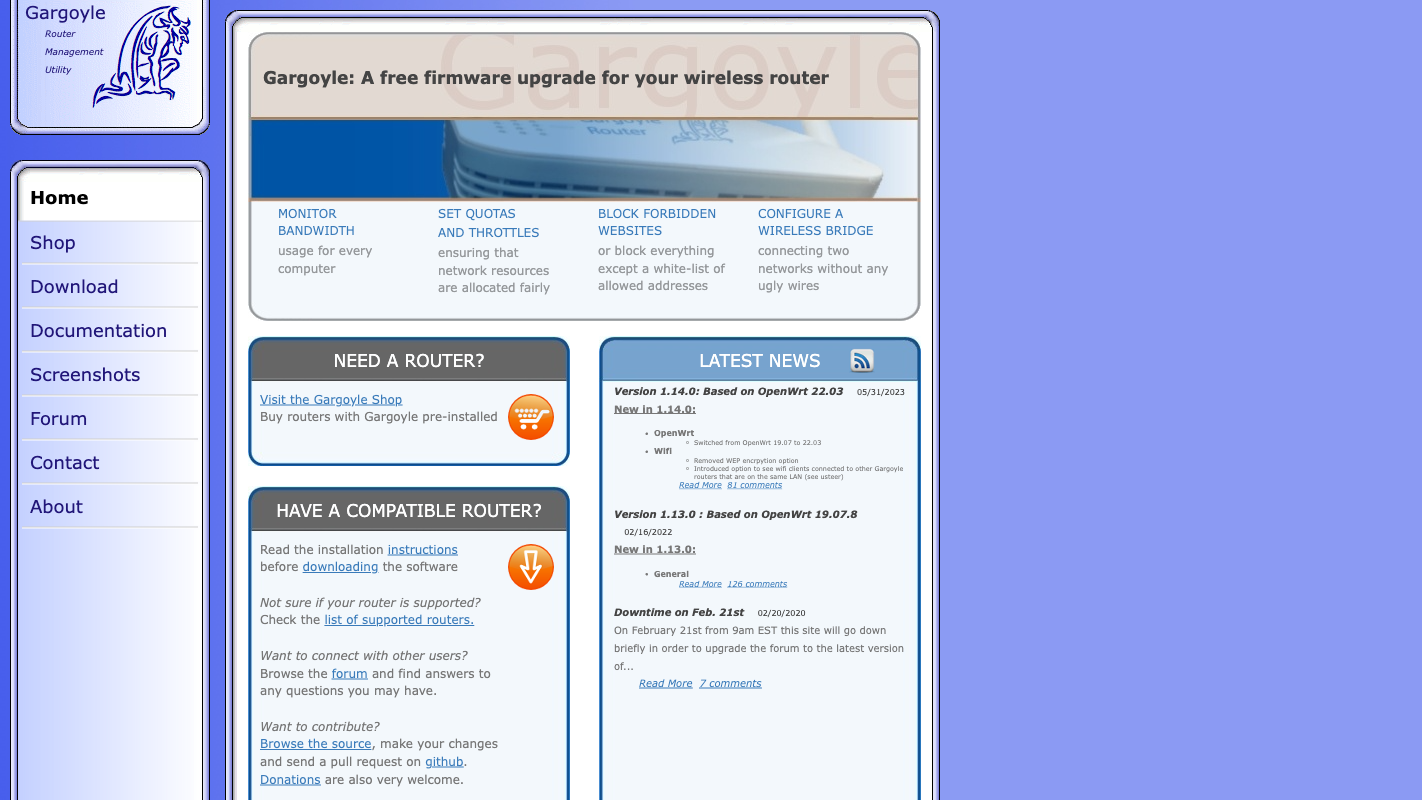 Gargoyle
Router
Management
Utility
Home
Shop
Download
Documentation
Screenshots
Forum
Contact
About
Gargoyle
Gargoyle: A free firmware upgrade for your wireless router
Gargoyle
Router
MONITOR
BANDWIDTH
usage for every
computer
SET QUOTAS
AND THROTTLES
ensuring that
network resources
are allocated fairly
BLOCK FORBIDDEN
WEBSITES
or block everything
except a white-list of
allowed addresses
CONFIGURE A
WIRELESS BRIDGE
connecting two
networks without any
ugly wires
NEED A ROUTER?
Visit the Gargoyle Shop
Buy routers with Gargoyle pre-installed
HAVE A COMPATIBLE ROUTER?
Read the installation instructions
before downloading the software
Not sure if your router is supported?
Check the list of supported routers.
Want to connect with other users?
Browse the forum and find answers to
any questions you may have.
Want to contribute?
Browse the source, make your changes
and send a pull request on github.
Donations are also very welcome.
LATEST NEWS
Version 1.14.0: Based on OpenWrt 22.03 05/31/2023
New in 1.14.0:
• OpenWrt
○ Switched from OpenWrt 19.07 to 22.03
• Wifi
○ Removed WEP encrpytion option
○ Introduced option to see wifi clients connected to other Gargoyle
routers that are on the same LAN (see usteer)
Read More 81 comments
Version 1.13.0 : Based on OpenWrt 19.07.8
02/16/2022
New in 1.13.0:
• General
Read More 126 comments
Downtime on Feb. 21st 02/20/2020
On February 21st from 9am EST this site will go down
briefly in order to upgrade the forum to the latest version
of...
Read More 7 comments